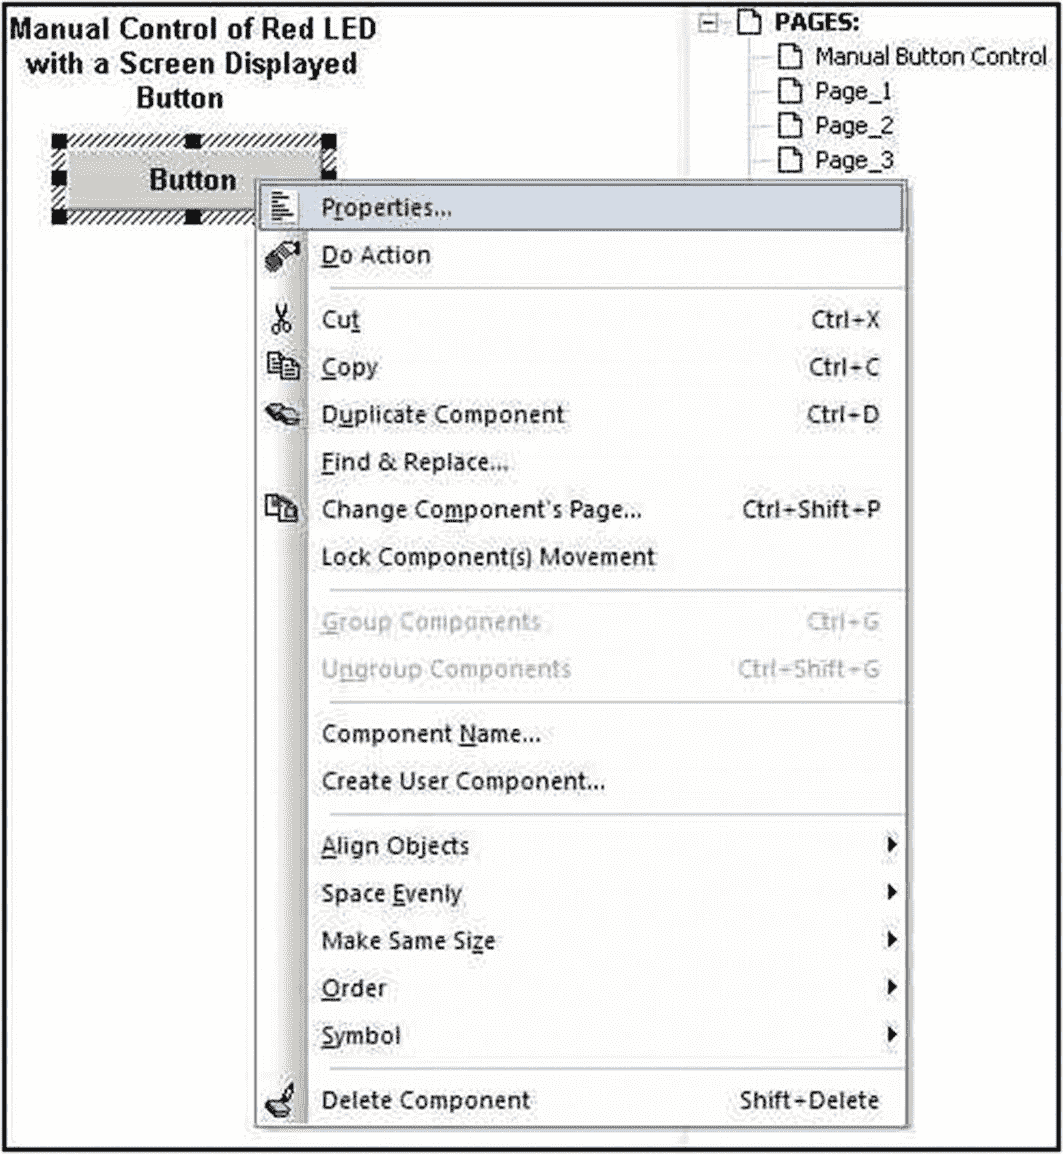 Manual Control of Red LED
with a Screen Displayed
Button
Button
PAGES:
Manual Button Control
Page_1
Page_2
Page_3
Properties...
Do Action
Cut Ctrl+X
Copy Ctrl+C
Duplicate Component Ctrl+D
Find & Replace...
Change Component's Page... Ctrl+Shift+P
Lock Component(s) Movement
Group Components Ctrl+G
Ungroup Components Ctrl+Shift+G
Component Name...
Create User Component...
Align Objects
Space Evenly
Make Same Size
Order
Symbol
Delete Component Shift+Delete